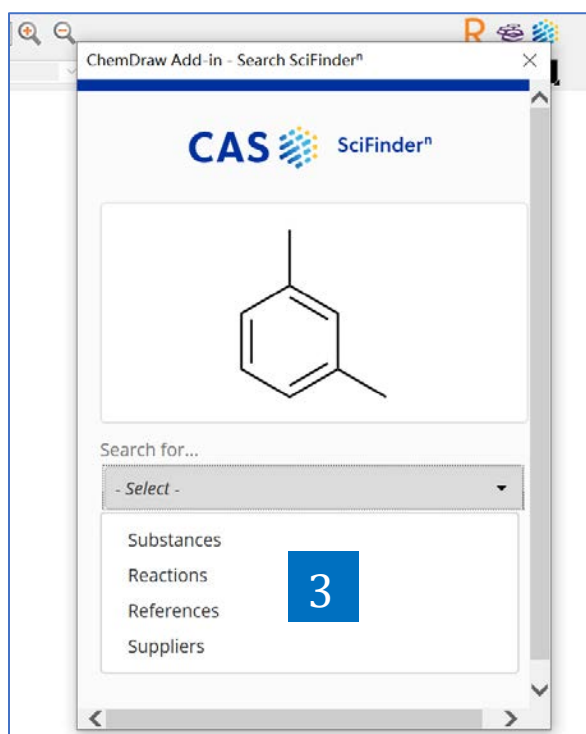 R
ChemDraw Add-in - Search SciFinderⁿ
CAS SciFinderⁿ
Search for...
- Select -
Substances
Reactions
3
References
Suppliers